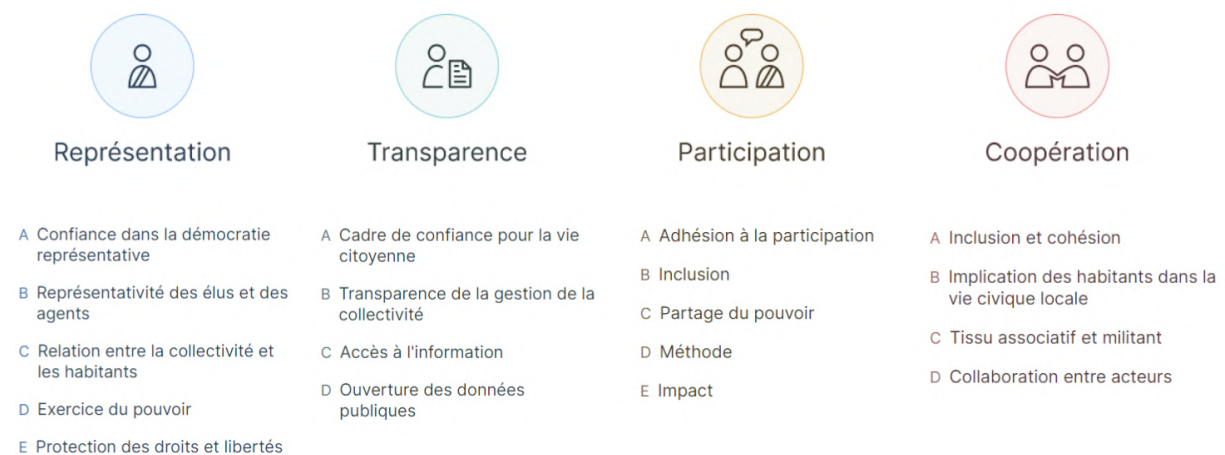 Représentation
A Confiance dans la démocratie
représentative
B Représentativité des élus et des
agents
C Relation entre la collectivité et
les habitants
D Exercice du pouvoir
E Protection des droits et libertés
Transparence
A Cadre de confiance pour la vie
citoyenne
B Transparence de la gestion de la
collectivité
C Accès à l'information
D Ouverture des données
publiques
Participation
A Adhésion à la participation
B Inclusion
C Partage du pouvoir
D Méthode
E Impact
Coopération
A Inclusion et cohésion
B Implication des habitants dans la
vie civique locale
C Tissu associatif et militant
D Collaboration entre acteurs